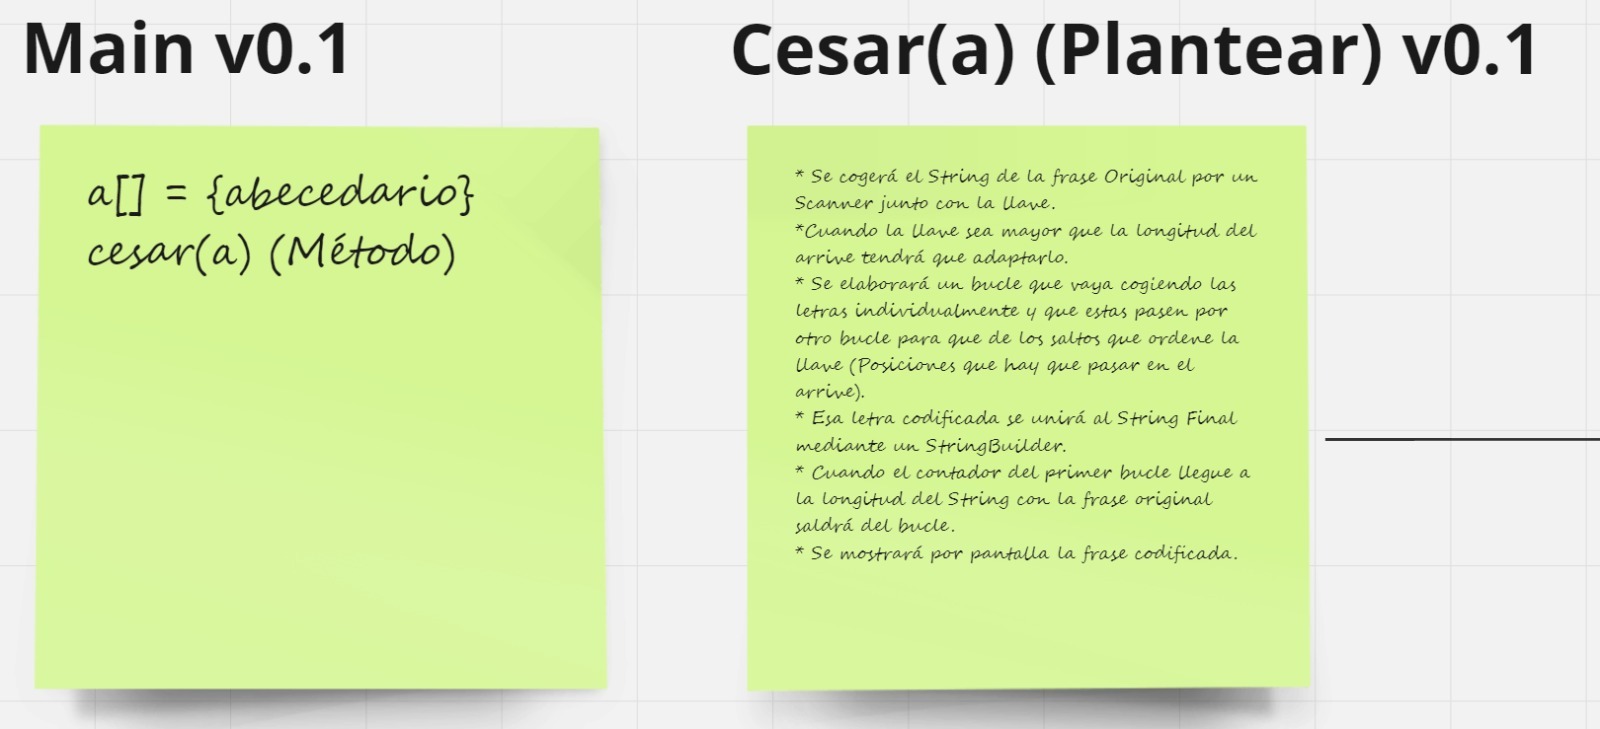 Main v0.1
a[] = {abecedario}
cesar(a) (Método)
Cesar(a) (Plantear) v0.1
* Se cogerá el String de la frase Original por un
Scanner junto con la llave.
*Cuando la llave sea mayor que la longitud del
arrive tendrá que adaptarlo.
* Se elaborará un bucle que vaya cogiendo las
letras individualmente y que estas pasen por
otro bucle para que de los saltos que ordene la
llave (Posiciones que hay que pasar en el
arrive).
* Esa letra codificada se unirá al String Final
mediante un StringBuilder.
* Cuando el contador del primer bucle llegue a
la longitud del String con la frase original
saldrá del bucle.
* Se mostrará por pantalla la frase codificada.